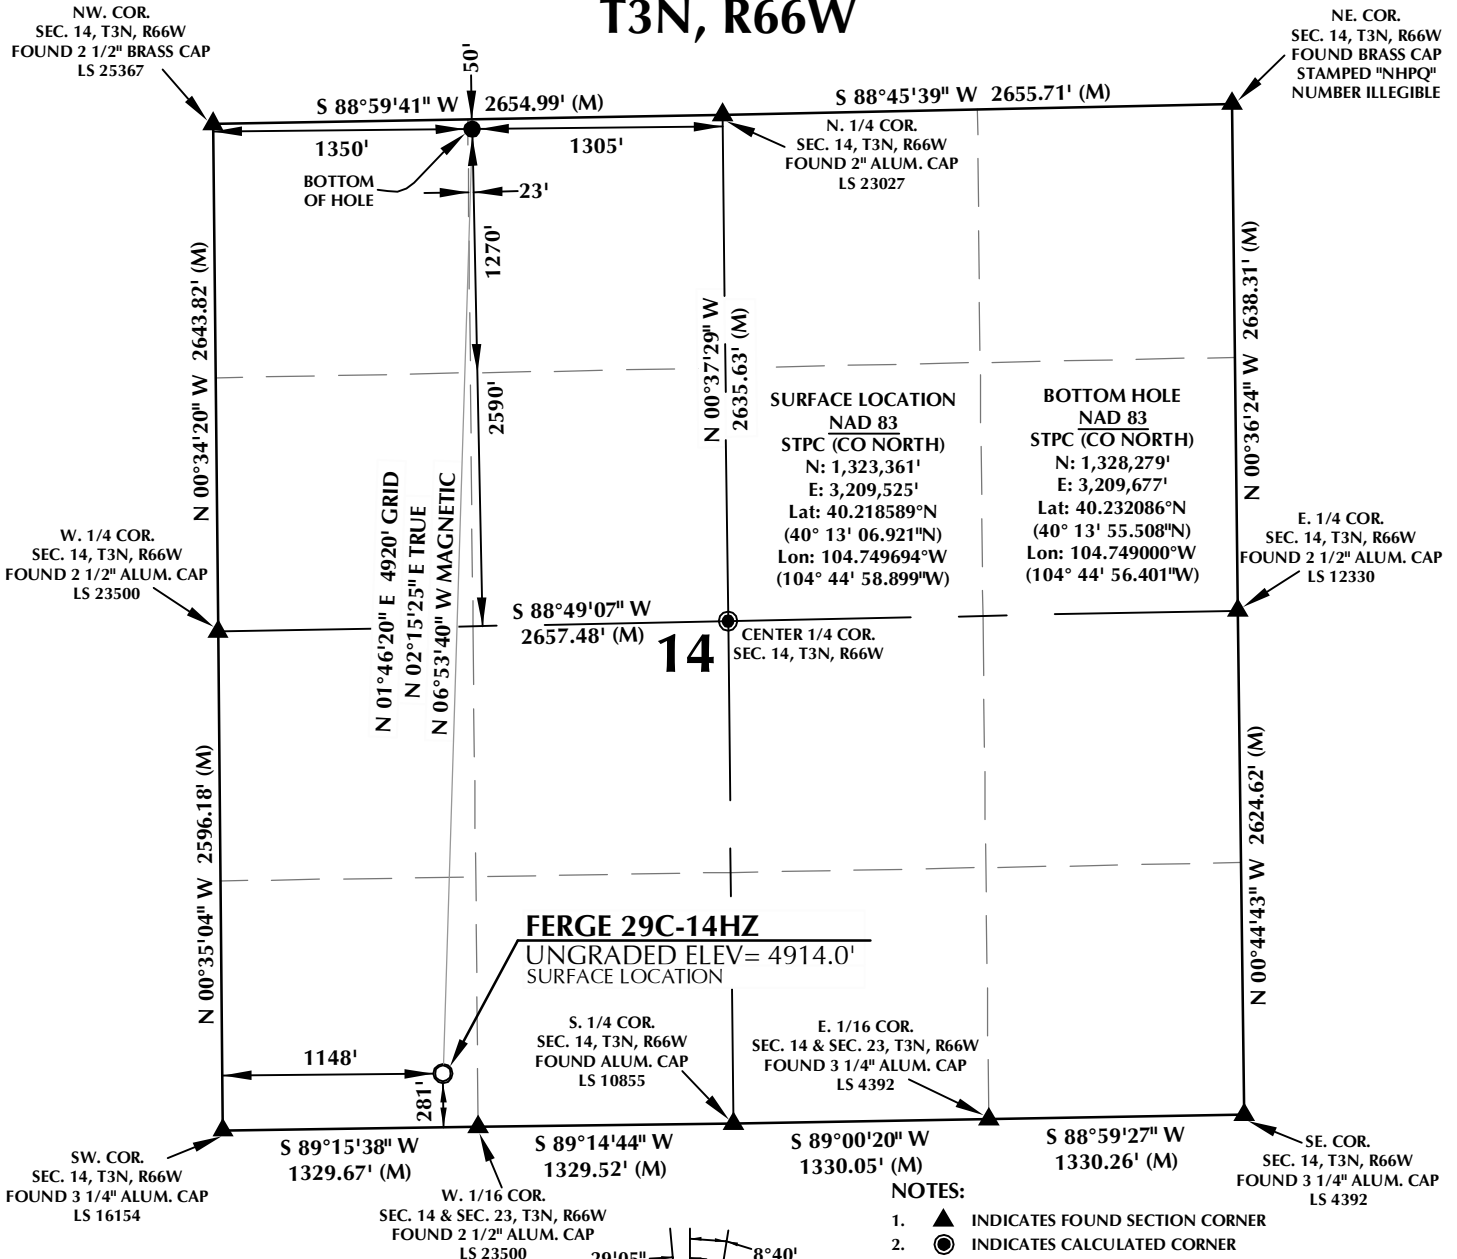 T3N, R66W
NW. COR.
SEC. 14, T3N, R66W
FOUND 2 1/2" BRASS CAP
LS 25367
50'
NE. COR.
SEC. 14, T3N, R66W
FOUND BRASS CAP
STAMPED "NHPQ"
NUMBER ILLEGIBLE
S 88°59'41" W 2654.99' (M)
S 88°45'39" W 2655.71' (M)
1350'
1305'
N. 1/4 COR.
SEC. 14, T3N, R66W
FOUND 2" ALUM. CAP
LS 23027
BOTTOM
OF HOLE
23'
1270'
2590'
N 00°34'20" W 2643.82' (M)
N 00°37'29" W
2635.63' (M)
N 00°36'24" W 2638.31' (M)
SURFACE LOCATION
NAD 83
STPC (CO NORTH)
N: 1,323,361'
E: 3,209,525'
Lat: 40.218589°N
(40° 13' 06.921"N)
Lon: 104.749694°W
(104° 44' 58.899"W)
BOTTOM HOLE
NAD 83
STPC (CO NORTH)
N: 1,328,279'
E: 3,209,677'
Lat: 40.232086°N
(40° 13' 55.508"N)
Lon: 104.749000°W
(104° 44' 56.401"W)
W. 1/4 COR.
SEC. 14, T3N, R66W
FOUND 2 1/2" ALUM. CAP
LS 23500
E. 1/4 COR.
SEC. 14, T3N, R66W
FOUND 2 1/2" ALUM. CAP
LS 12330
N 01°46'20" E 4920' GRID
N 02°15'25" E TRUE
N 06°53'40" W MAGNETIC
S 88°49'07" W
2657.48' (M)
14
CENTER 1/4 COR.
SEC. 14, T3N, R66W
N 00°35'04" W 2596.18' (M)
N 00°44'43" W 2624.62' (M)
FERGE 29C-14HZ
UNGRADED ELEV= 4914.0'
SURFACE LOCATION
S. 1/4 COR.
SEC. 14, T3N, R66W
FOUND ALUM. CAP
LS 10855
E. 1/16 COR.
SEC. 14 & SEC. 23, T3N, R66W
FOUND 3 1/4" ALUM. CAP
LS 4392
1148'
281'
S 89°15'38" W
1329.67' (M)
S 89°14'44" W
1329.52' (M)
S 89°00'20" W
1330.05' (M)
S 88°59'27" W
1330.26' (M)
SW. COR.
SEC. 14, T3N, R66W
FOUND 3 1/4" ALUM. CAP
LS 16154
W. 1/16 COR.
SEC. 14 & SEC. 23, T3N, R66W
FOUND 2 1/2" ALUM. CAP
LS 23500
SE. COR.
SEC. 14, T3N, R66W
FOUND 3 1/4" ALUM. CAP
LS 4392
NOTES:
1. INDICATES FOUND SECTION CORNER
2. INDICATES CALCULATED CORNER
29'05"
8°40'